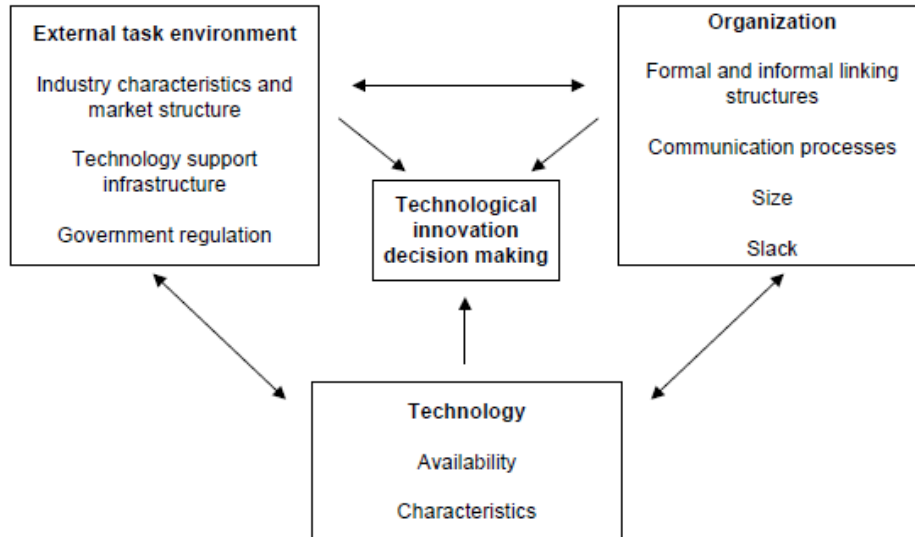 External task environment
Industry characteristics and
market structure
Technology support
infrastructure
Government regulation
Organization
Formal and informal linking
structures
Communication processes
Size
Slack
Technological
innovation
decision making
Technology
Availability
Characteristics